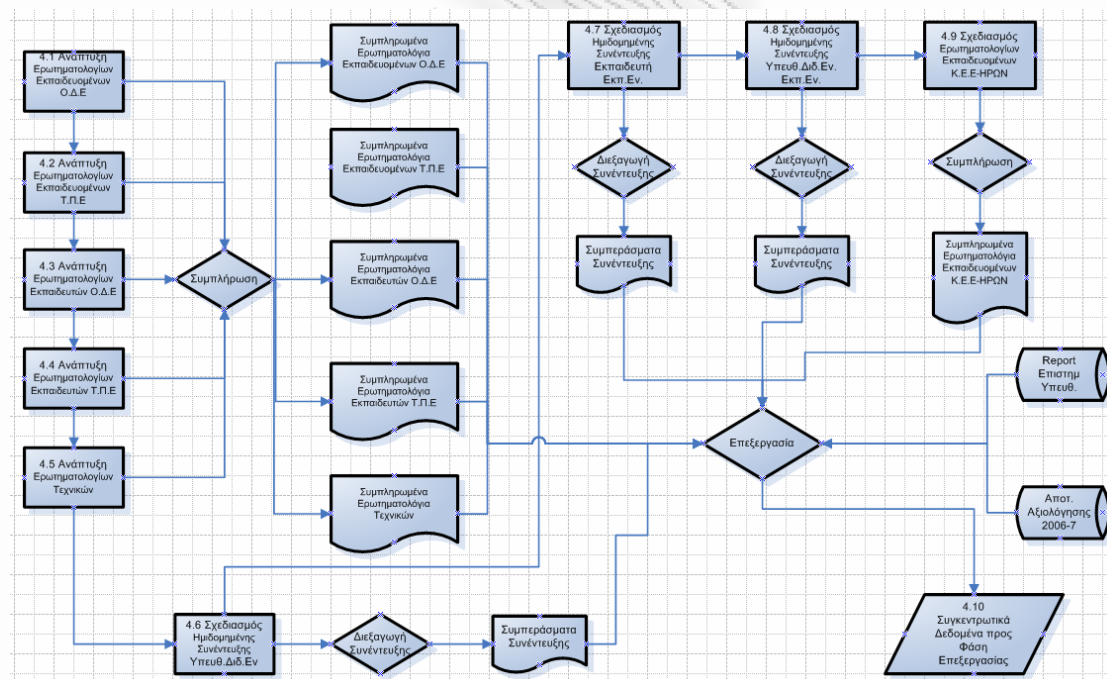 4.1 Ανάπτυξη
Ερωτηματολογίων
Εκπαιδευομένων
Ο.Δ.Ε
4.2 Ανάπτυξη
Ερωτηματολογίων
Εκπαιδευομένων
Τ.Π.Ε
4.3 Ανάπτυξη
Ερωτηματολογίων
Εκπαιδευτών Ο.Δ.Ε
4.4 Ανάπτυξη
Ερωτηματολογίων
Εκπαιδευτών Τ.Π.Ε
4.5 Ανάπτυξη
Ερωτηματολογίων
Τεχνικών
Συμπλήρωση
Συμπληρωμένα
Ερωτηματολόγια
Εκπαιδευομένων Ο.Δ.Ε
Συμπληρωμένα
Ερωτηματολόγια
Εκπαιδευομένων Τ.Π.Ε
Συμπληρωμένα
Ερωτηματολόγια
Εκπαιδευτών Ο.Δ.Ε
Συμπληρωμένα
Ερωτηματολόγια
Εκπαιδευτών Τ.Π.Ε
Συμπληρωμένα
Ερωτηματολόγια
Τεχνικών
4.6 Σχεδιασμός
Ημιδομημένης
Συνέντευξης
Υπευθ.Διδ.Εν
Διεξαγωγή
Συνέντευξης
Συμπεράσματα
Συνέντευξης
4.7 Σχεδιασμός
Ημιδομημένης
Συνέντευξης
Εκπαιδευτή
Εκπ.Εν.
Διεξαγωγή
Συνέντευξης
Συμπεράσματα
Συνέντευξης
4.8 Σχεδιασμός
Ημιδομημένης
Συνέντευξης
Υπευθ.Διδ.Εν.
Εκπ.Εν.
Διεξαγωγή
Συνέντευξης
Συμπεράσματα
Συνέντευξης
4.9 Σχεδιασμός
Ερωτηματολογίων
Εκπαιδευομένων
Κ.Ε.Ε-ΗΡΩΝ
Συμπλήρωση
Συμπληρωμένα
Ερωτηματολόγια
Εκπαιδευομένων
Κ.Ε.Ε-ΗΡΩΝ
Report
Επιστημ
Υπευθ.
Επεξεργασία
Αποτ.
Αξιολόγησης
2006-7
4.10
Συγκεντρωτικά
Δεδομένα προς
Φάση
Επεξεργασίας